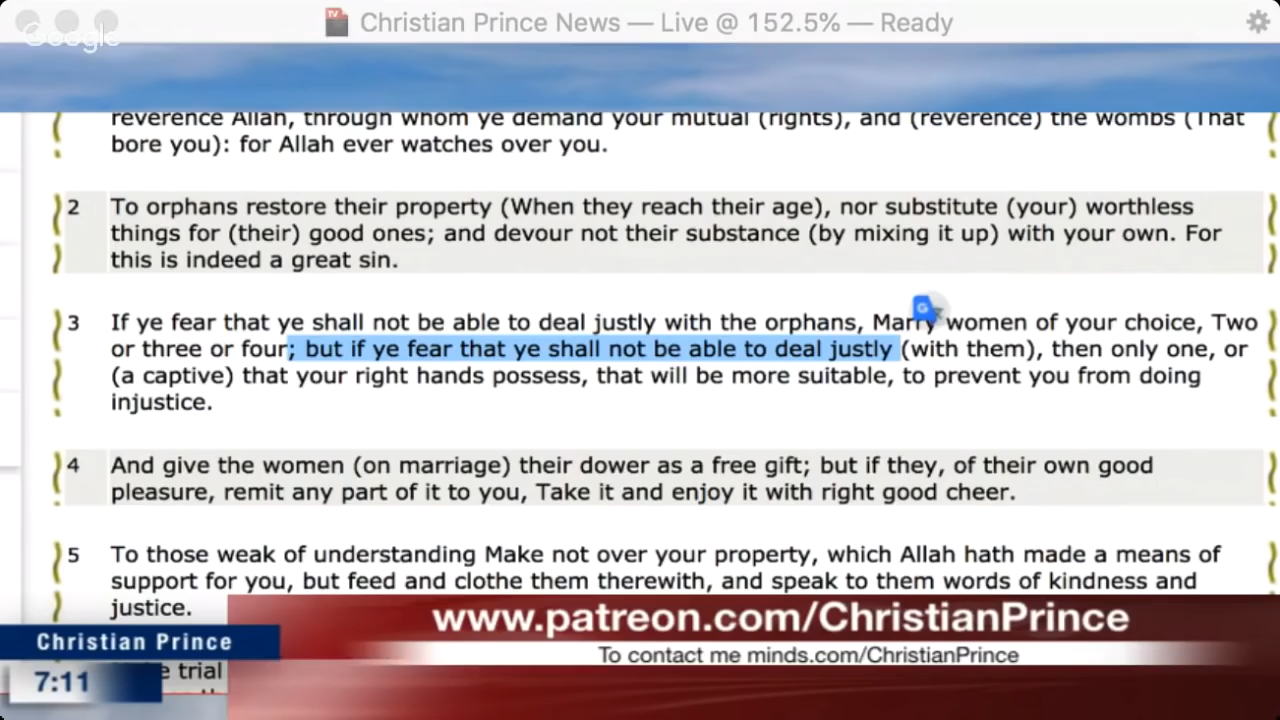 TV
Christian Prince News — Live @ 152.5% — Ready
Google
reverence Allah, through whom ye demand your mutual (rights), and (reverence) the wombs (That
bore you): for Allah ever watches over you.
2 To orphans restore their property (When they reach their age), nor substitute (your) worthless
things for (their) good ones; and devour not their substance (by mixing it up) with your own. For
this is indeed a great sin.
3 If ye fear that ye shall not be able to deal justly with the orphans, Marry women of your choice, Two
or three or four; but if ye fear that ye shall not be able to deal justly (with them), then only one, or
(a captive) that your right hands possess, that will be more suitable, to prevent you from doing
injustice.
4 And give the women (on marriage) their dower as a free gift; but if they, of their own good
pleasure, remit any part of it to you, Take it and enjoy it with right good cheer.
5 To those weak of understanding Make not over your property, which Allah hath made a means of
support for you, but feed and clothe them therewith, and speak to them words of kindness and
justice.
www.patreon.com/ChristianPrince
Christian Prince
To contact me minds.com/ChristianPrince
trial
7:11